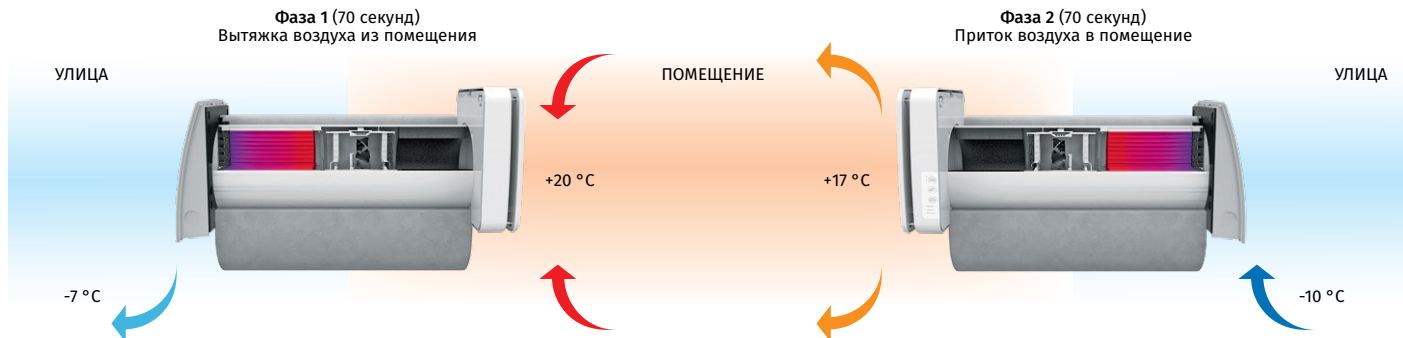 Фаза 1 (70 секунд)
Вытяжка воздуха из помещения
Фаза 2 (70 секунд)
Приток воздуха в помещение
УЛИЦА
ПОМЕЩЕНИЕ
УЛИЦА
+20 °C
+17 °C
-7 °C
-10 °C